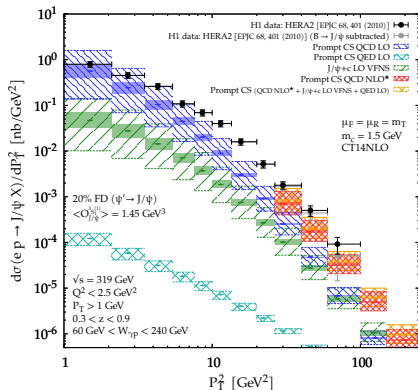 H1 data: HERA2 [EPJC 68, 401 (2010)]
H1 data: HERA2 [EPJC 68, 401 (2010)] (B → J/ψ subtracted)
Prompt CS QCD LO
Prompt CS QED LO
J/ψ+c LO VFNS
Prompt CS QCD NLO★
Prompt CS (QCD NLO★ + J/ψ+c LO VFNS + QED LO)
μF = μR = mT
mc = 1.5 GeV
CT14NLO
20% FD (ψ′→ J/ψ)
<O J/ψ 3S1[1]> = 1.45 GeV3
√s = 319 GeV
Q2 < 2.5 GeV2
PT > 1 GeV
0.3 < z < 0.9
60 GeV < Wγp < 240 GeV
dσ(e p→ J/ψ X)/dP2T [nb/GeV2]
101
100
10-1
10-2
10-3
10-4
10-5
10-6
1 10 100
P2T [GeV2]